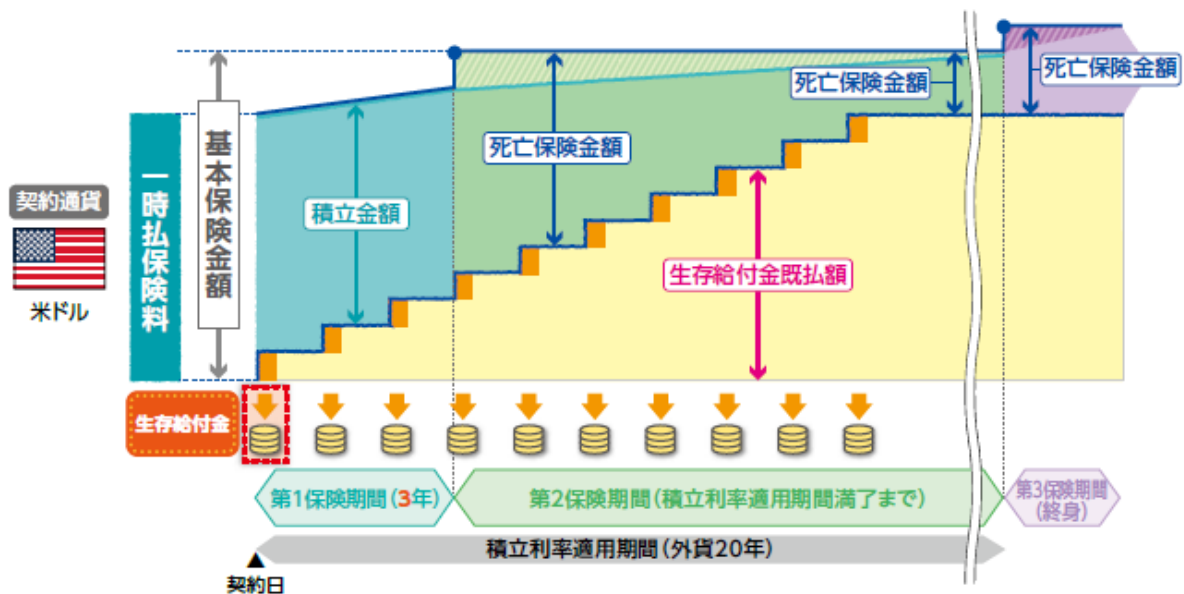 死亡保険金額
死亡保険金額
死亡保険金額
基本保険金額
一時払保険料
契約通貨
米ドル
積立金額
生存給付金既払額
生存給付金
第1保険期間(3年)
第2保険期間(積立利率適用期間満了まで)
第3保険期間
(終身)
積立利率適用期間(外貨20年)
▲
契約日